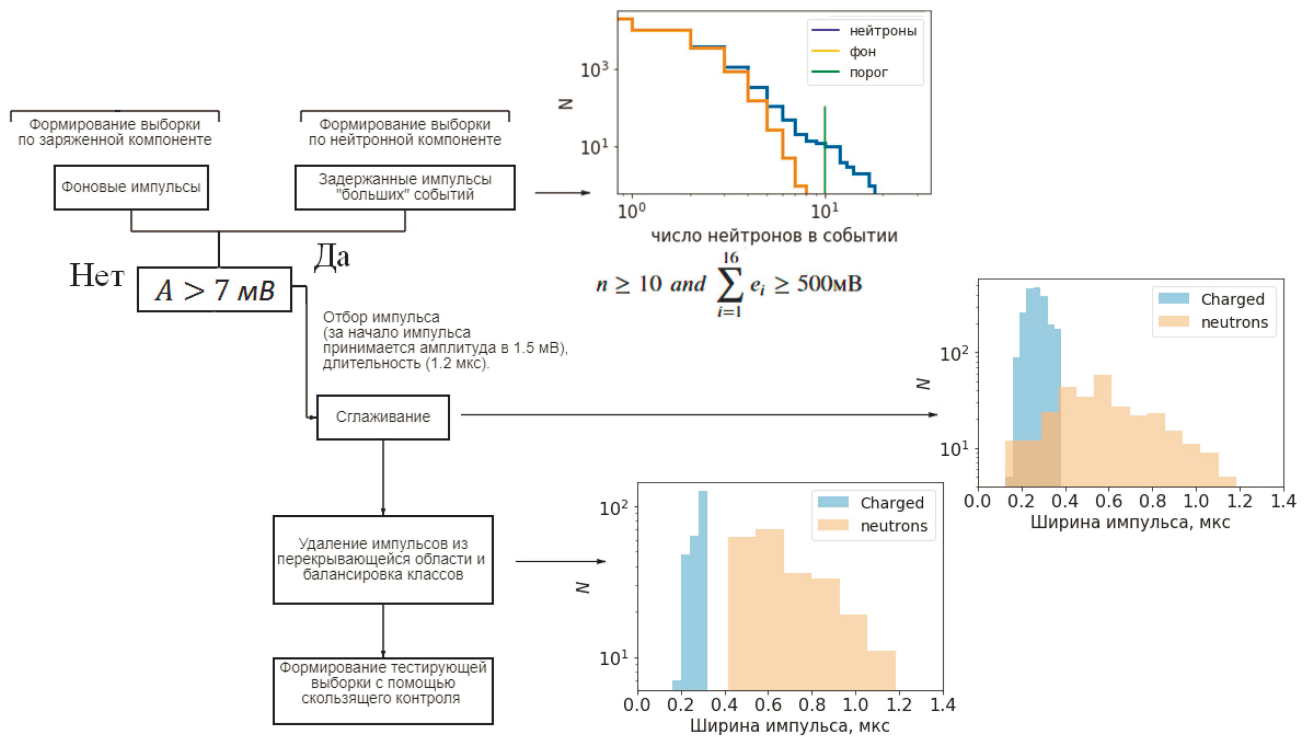 Формирование выборки
по заряженной компоненте
Формирование выборки
по нейтронной компоненте
Фоновые импульсы
Задержанные импульсы
"больших" событий
Нет
Да
A > 7 мВ
Отбор импульса
(за начало импульса
принимается амплитуда в 1.5 мВ),
длительность (1.2 мкс).
Сглаживание
Удаление импульсов из
перекрывающейся области и
балансировка классов
Формирование тестирующей
выборки с помощью
скользящего контроля
N
10³
10¹
нейтроны
фон
порог
10⁰
10¹
число нейтронов в событии
n ≥ 10 and ∑_{i=1}^{16} e_i ≥ 500мВ
N
10²
10¹
Charged
neutrons
0.0 0.2 0.4 0.6 0.8 1.0 1.2 1.4
Ширина импульса, мкс
N
10²
10¹
Charged
neutrons
0.0 0.2 0.4 0.6 0.8 1.0 1.2 1.4
Ширина импульса, мкс